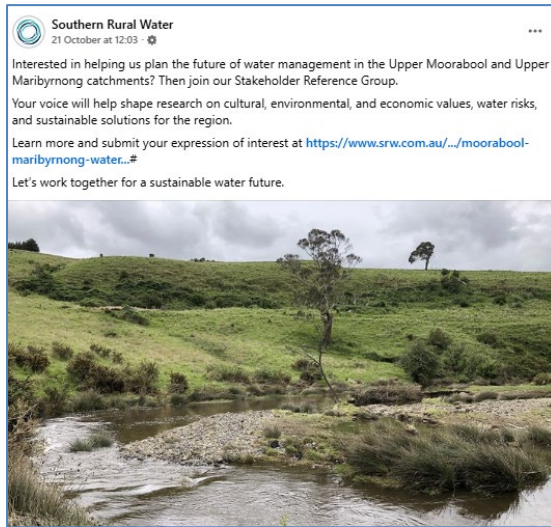 Southern Rural Water
21 October at 12:03 ·
Interested in helping us plan the future of water management in the Upper Moorabool and Upper
Maribyrnong catchments? Then join our Stakeholder Reference Group.
Your voice will help shape research on cultural, environmental, and economic values, water risks,
and sustainable solutions for the region.
Learn more and submit your expression of interest at https://www.srw.com.au/.../moorabool-
maribyrnong-water...#
Let's work together for a sustainable water future.